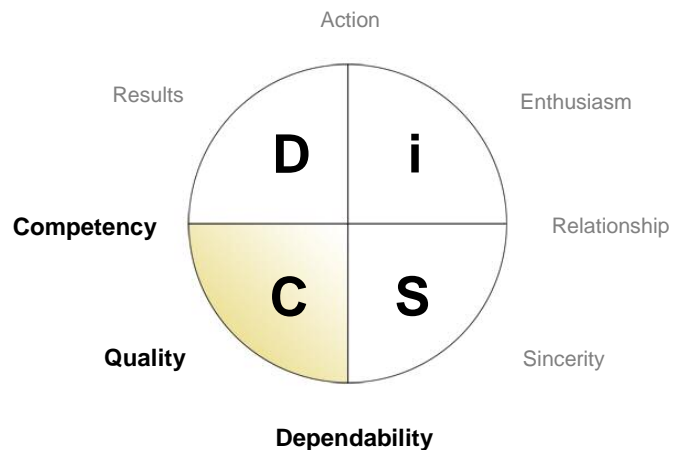 Action
Results
Enthusiasm
D i
Competency
Relationship
C S
Quality
Sincerity
Dependability